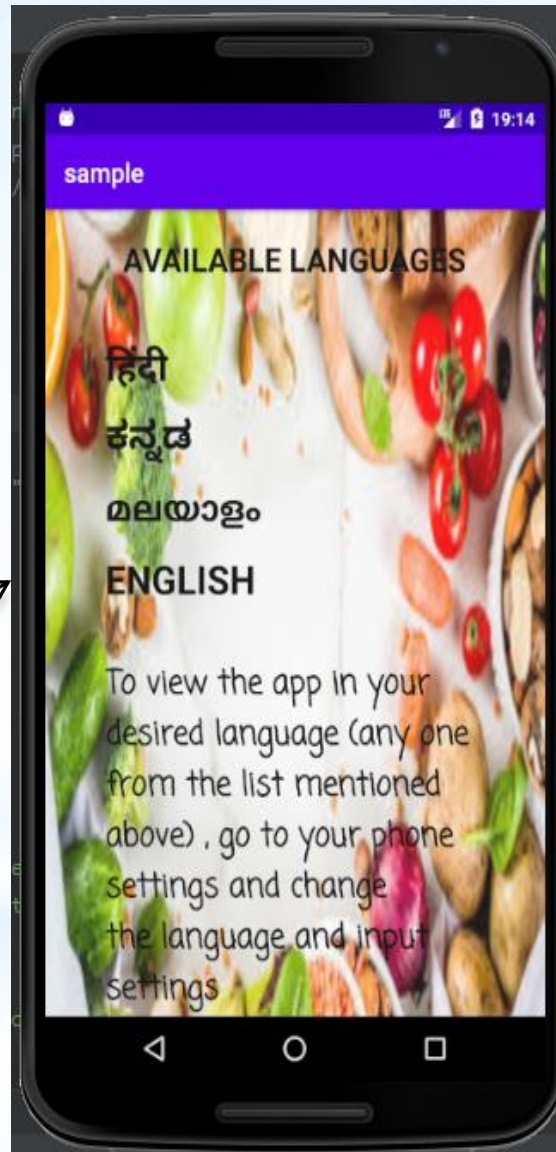 19:14
sample
AVAILABLE LANGUAGES
हिंदी
ಕನ್ನಡ
മലയാളം
ENGLISH
To view the app in your
desired language (any one
from the list mentioned
above) , go to your phone
settings and change
the language and input
settings